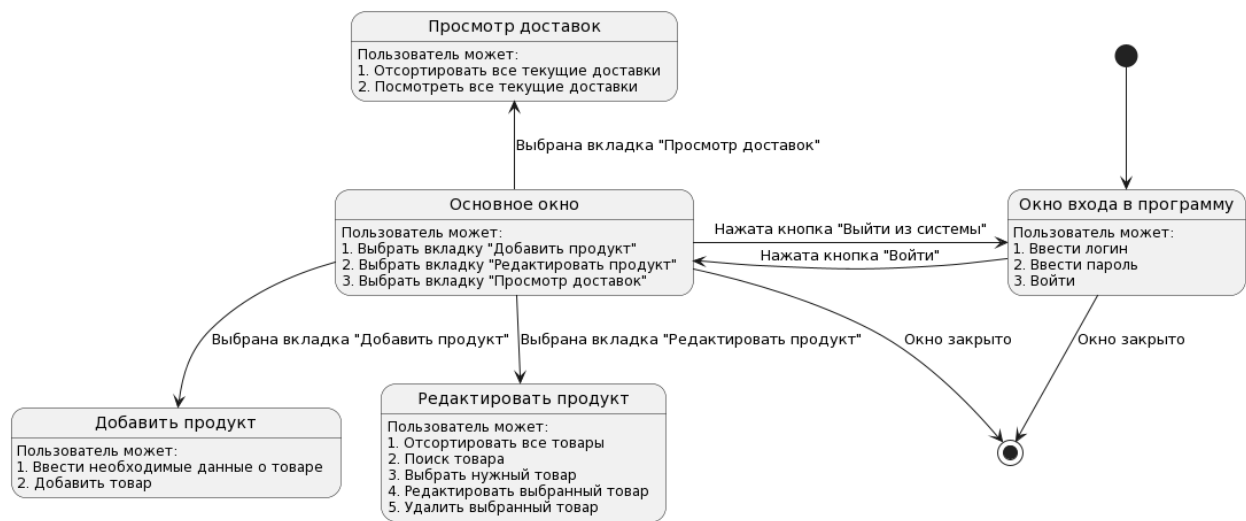 Просмотр доставок
Пользователь может:
1. Отсортировать все текущие доставки
2. Посмотреть все текущие доставки
Выбрана вкладка "Просмотр доставок"
Основное окно
Пользователь может:
1. Выбрать вкладку "Добавить продукт"
2. Выбрать вкладку "Редактировать продукт"
3. Выбрать вкладку "Просмотр доставок"
Нажата кнопка "Выйти из системы"
Нажата кнопка "Войти"
Окно входа в программу
Пользователь может:
1. Ввести логин
2. Ввести пароль
3. Войти
Выбрана вкладка "Добавить продукт"
Выбрана вкладка "Редактировать продукт"
Окно закрыто
Окно закрыто
Добавить продукт
Пользователь может:
1. Ввести необходимые данные о товаре
2. Добавить товар
Редактировать продукт
Пользователь может:
1. Отсортировать все товары
2. Поиск товара
3. Выбрать нужный товар
4. Редактировать выбранный товар
5. Удалить выбранный товар